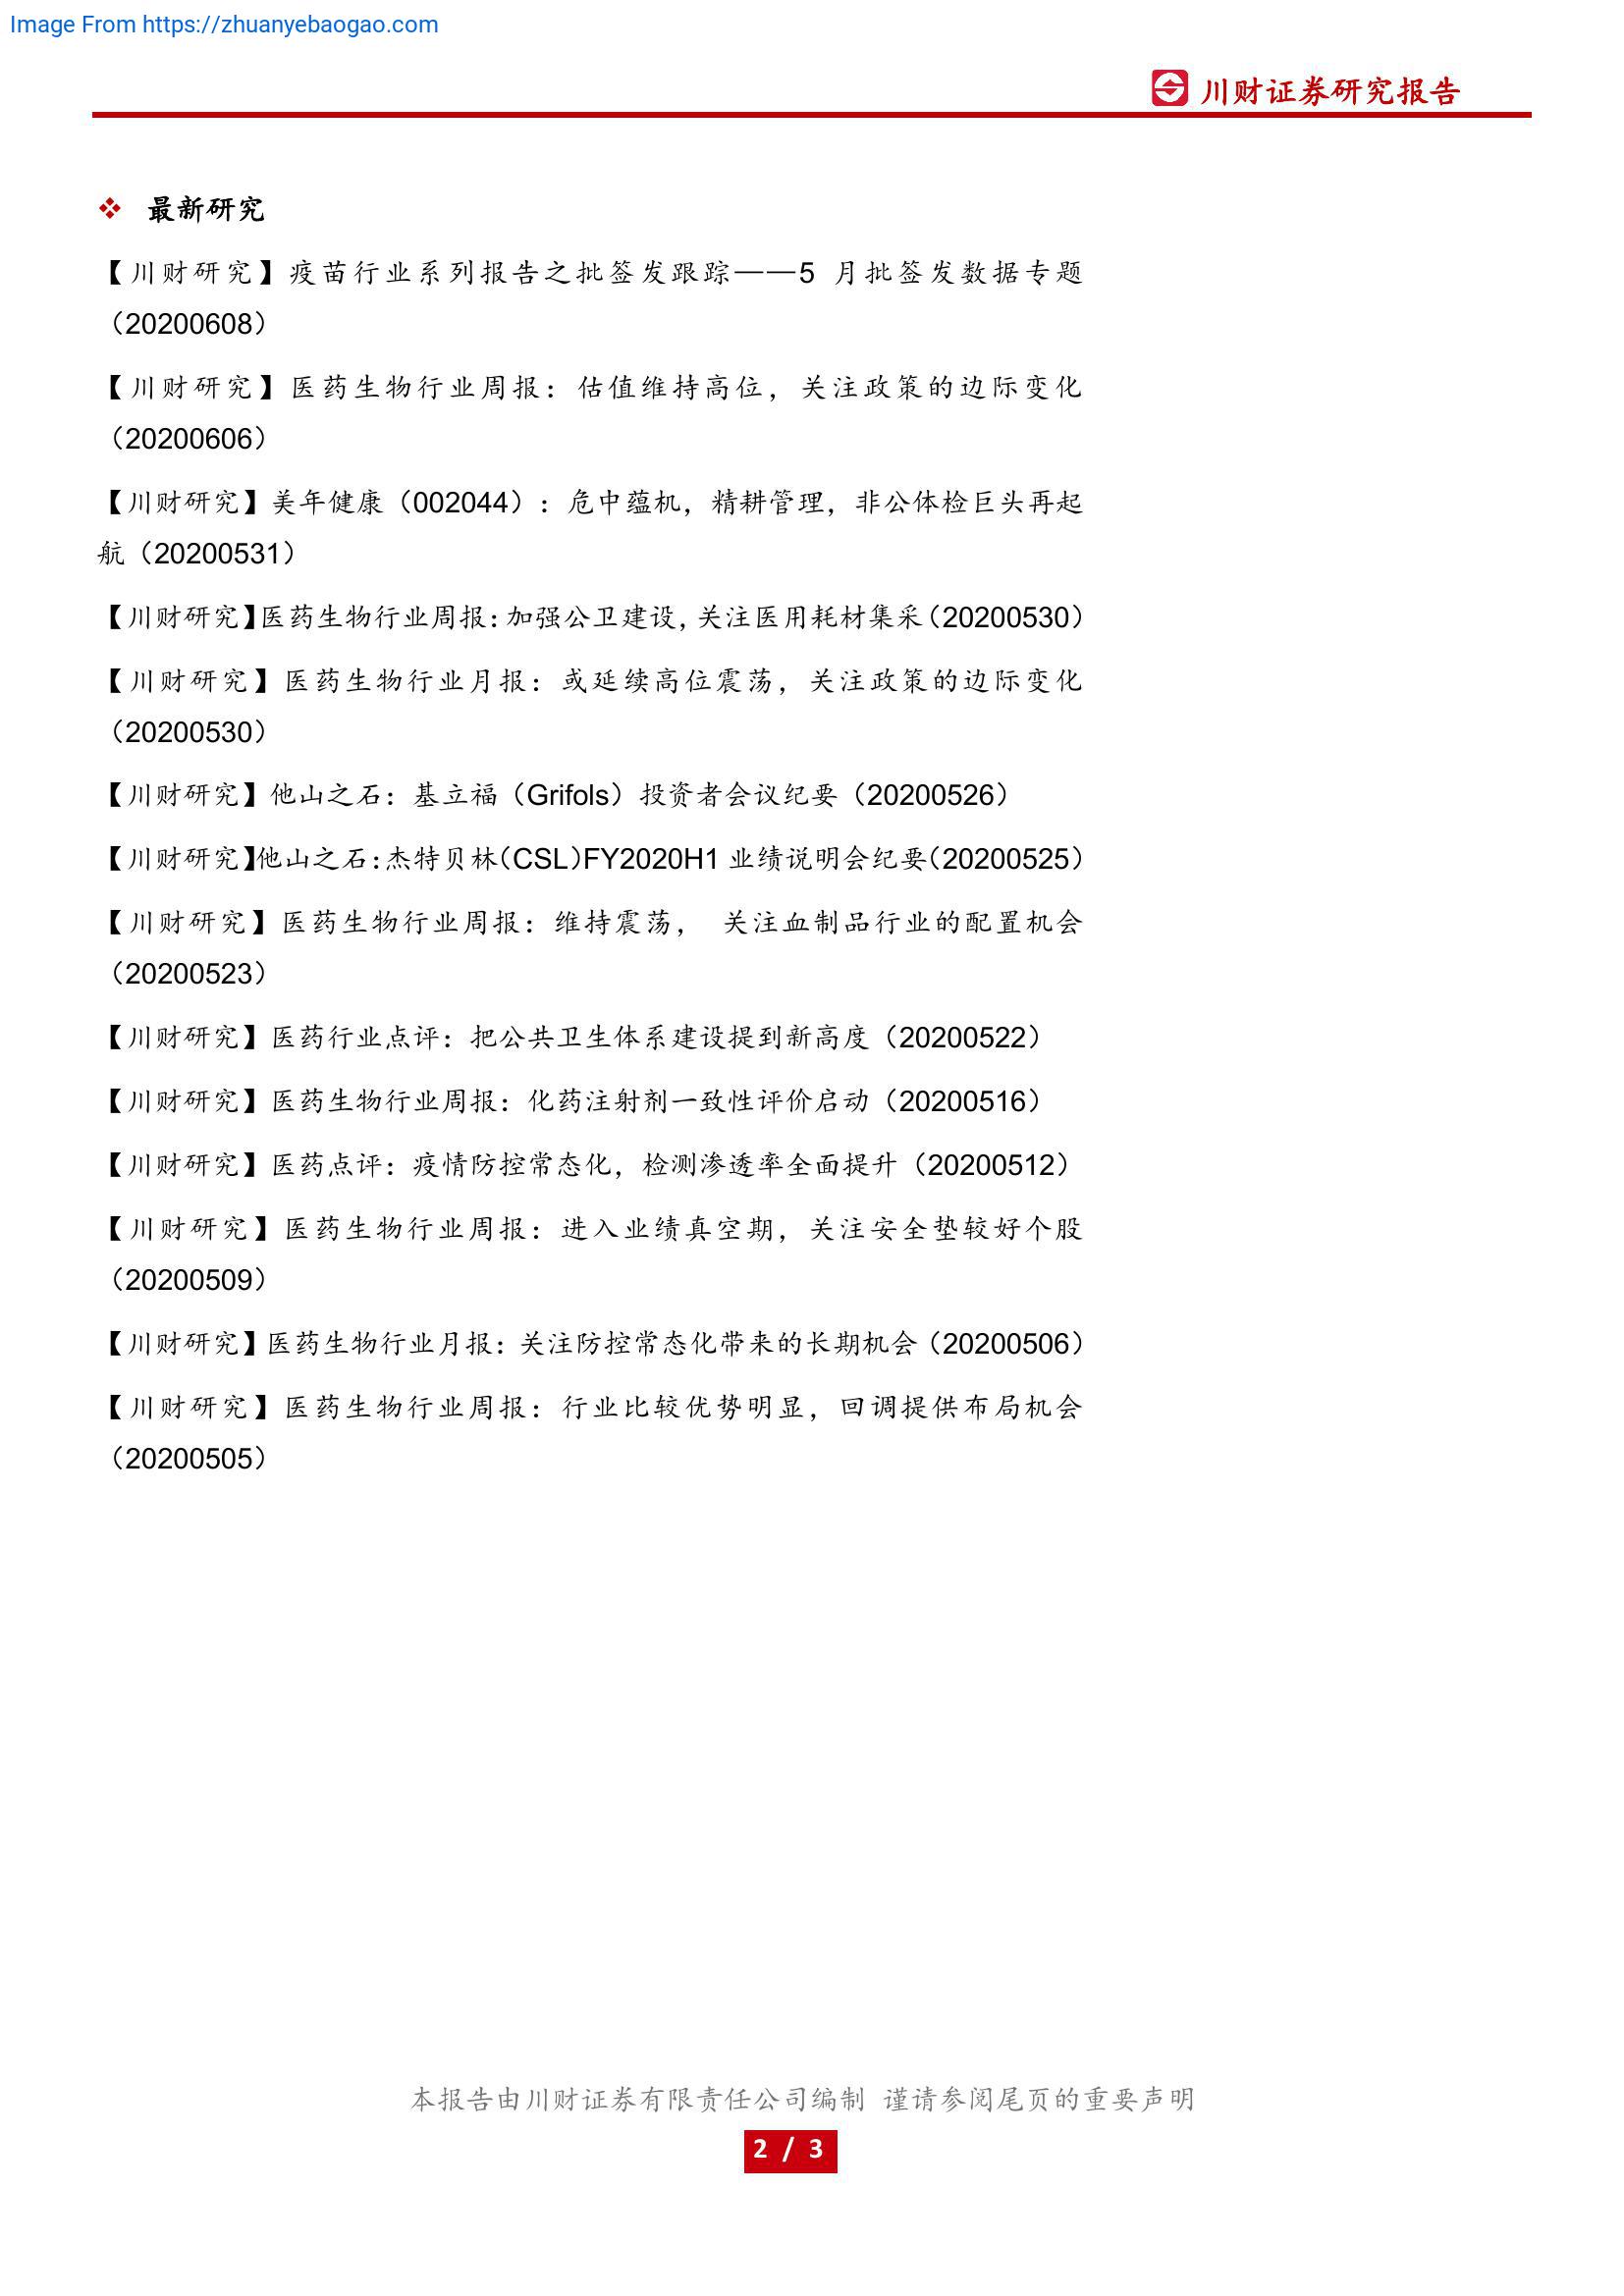 Image From https://zhuanyebaogao.com
川财证券研究报告
❖ 最新研究
【川财研究】疫苗行业系列报告之批签发跟踪——5 月批签发数据专题
（20200608）
【川财研究】医药生物行业周报：估值维持高位，关注政策的边际变化
（20200606）
【川财研究】美年健康（002044）：危中蕴机，精耕管理，非公体检巨头再起
航（20200531）
【川财研究】医药生物行业周报：加强公卫建设，关注医用耗材集采（20200530）
【川财研究】医药生物行业月报：或延续高位震荡，关注政策的边际变化
（20200530）
【川财研究】他山之石：基立福（Grifols）投资者会议纪要（20200526）
【川财研究】他山之石：杰特贝林（CSL）FY2020H1 业绩说明会纪要（20200525）
【川财研究】医药生物行业周报：维持震荡， 关注血制品行业的配置机会
（20200523）
【川财研究】医药行业点评：把公共卫生体系建设提到新高度（20200522）
【川财研究】医药生物行业周报：化药注射剂一致性评价启动（20200516）
【川财研究】医药点评：疫情防控常态化，检测渗透率全面提升（20200512）
【川财研究】医药生物行业周报：进入业绩真空期，关注安全垫较好个股
（20200509）
【川财研究】医药生物行业月报：关注防控常态化带来的长期机会（20200506）
【川财研究】医药生物行业周报：行业比较优势明显，回调提供布局机会
（20200505）
本报告由川财证券有限责任公司编制 谨请参阅尾页的重要声明
2 / 3